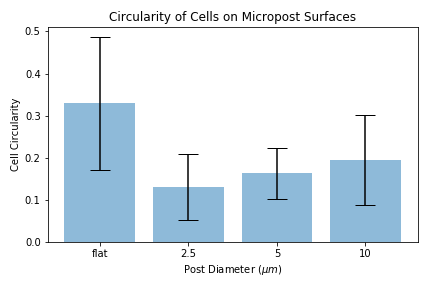 Circularity of Cells on Micropost Surfaces
0.5
0.4
0.3
0.2
0.1
0.0
Cell Circularity
flat 2.5 5 10
Post Diameter (μm)